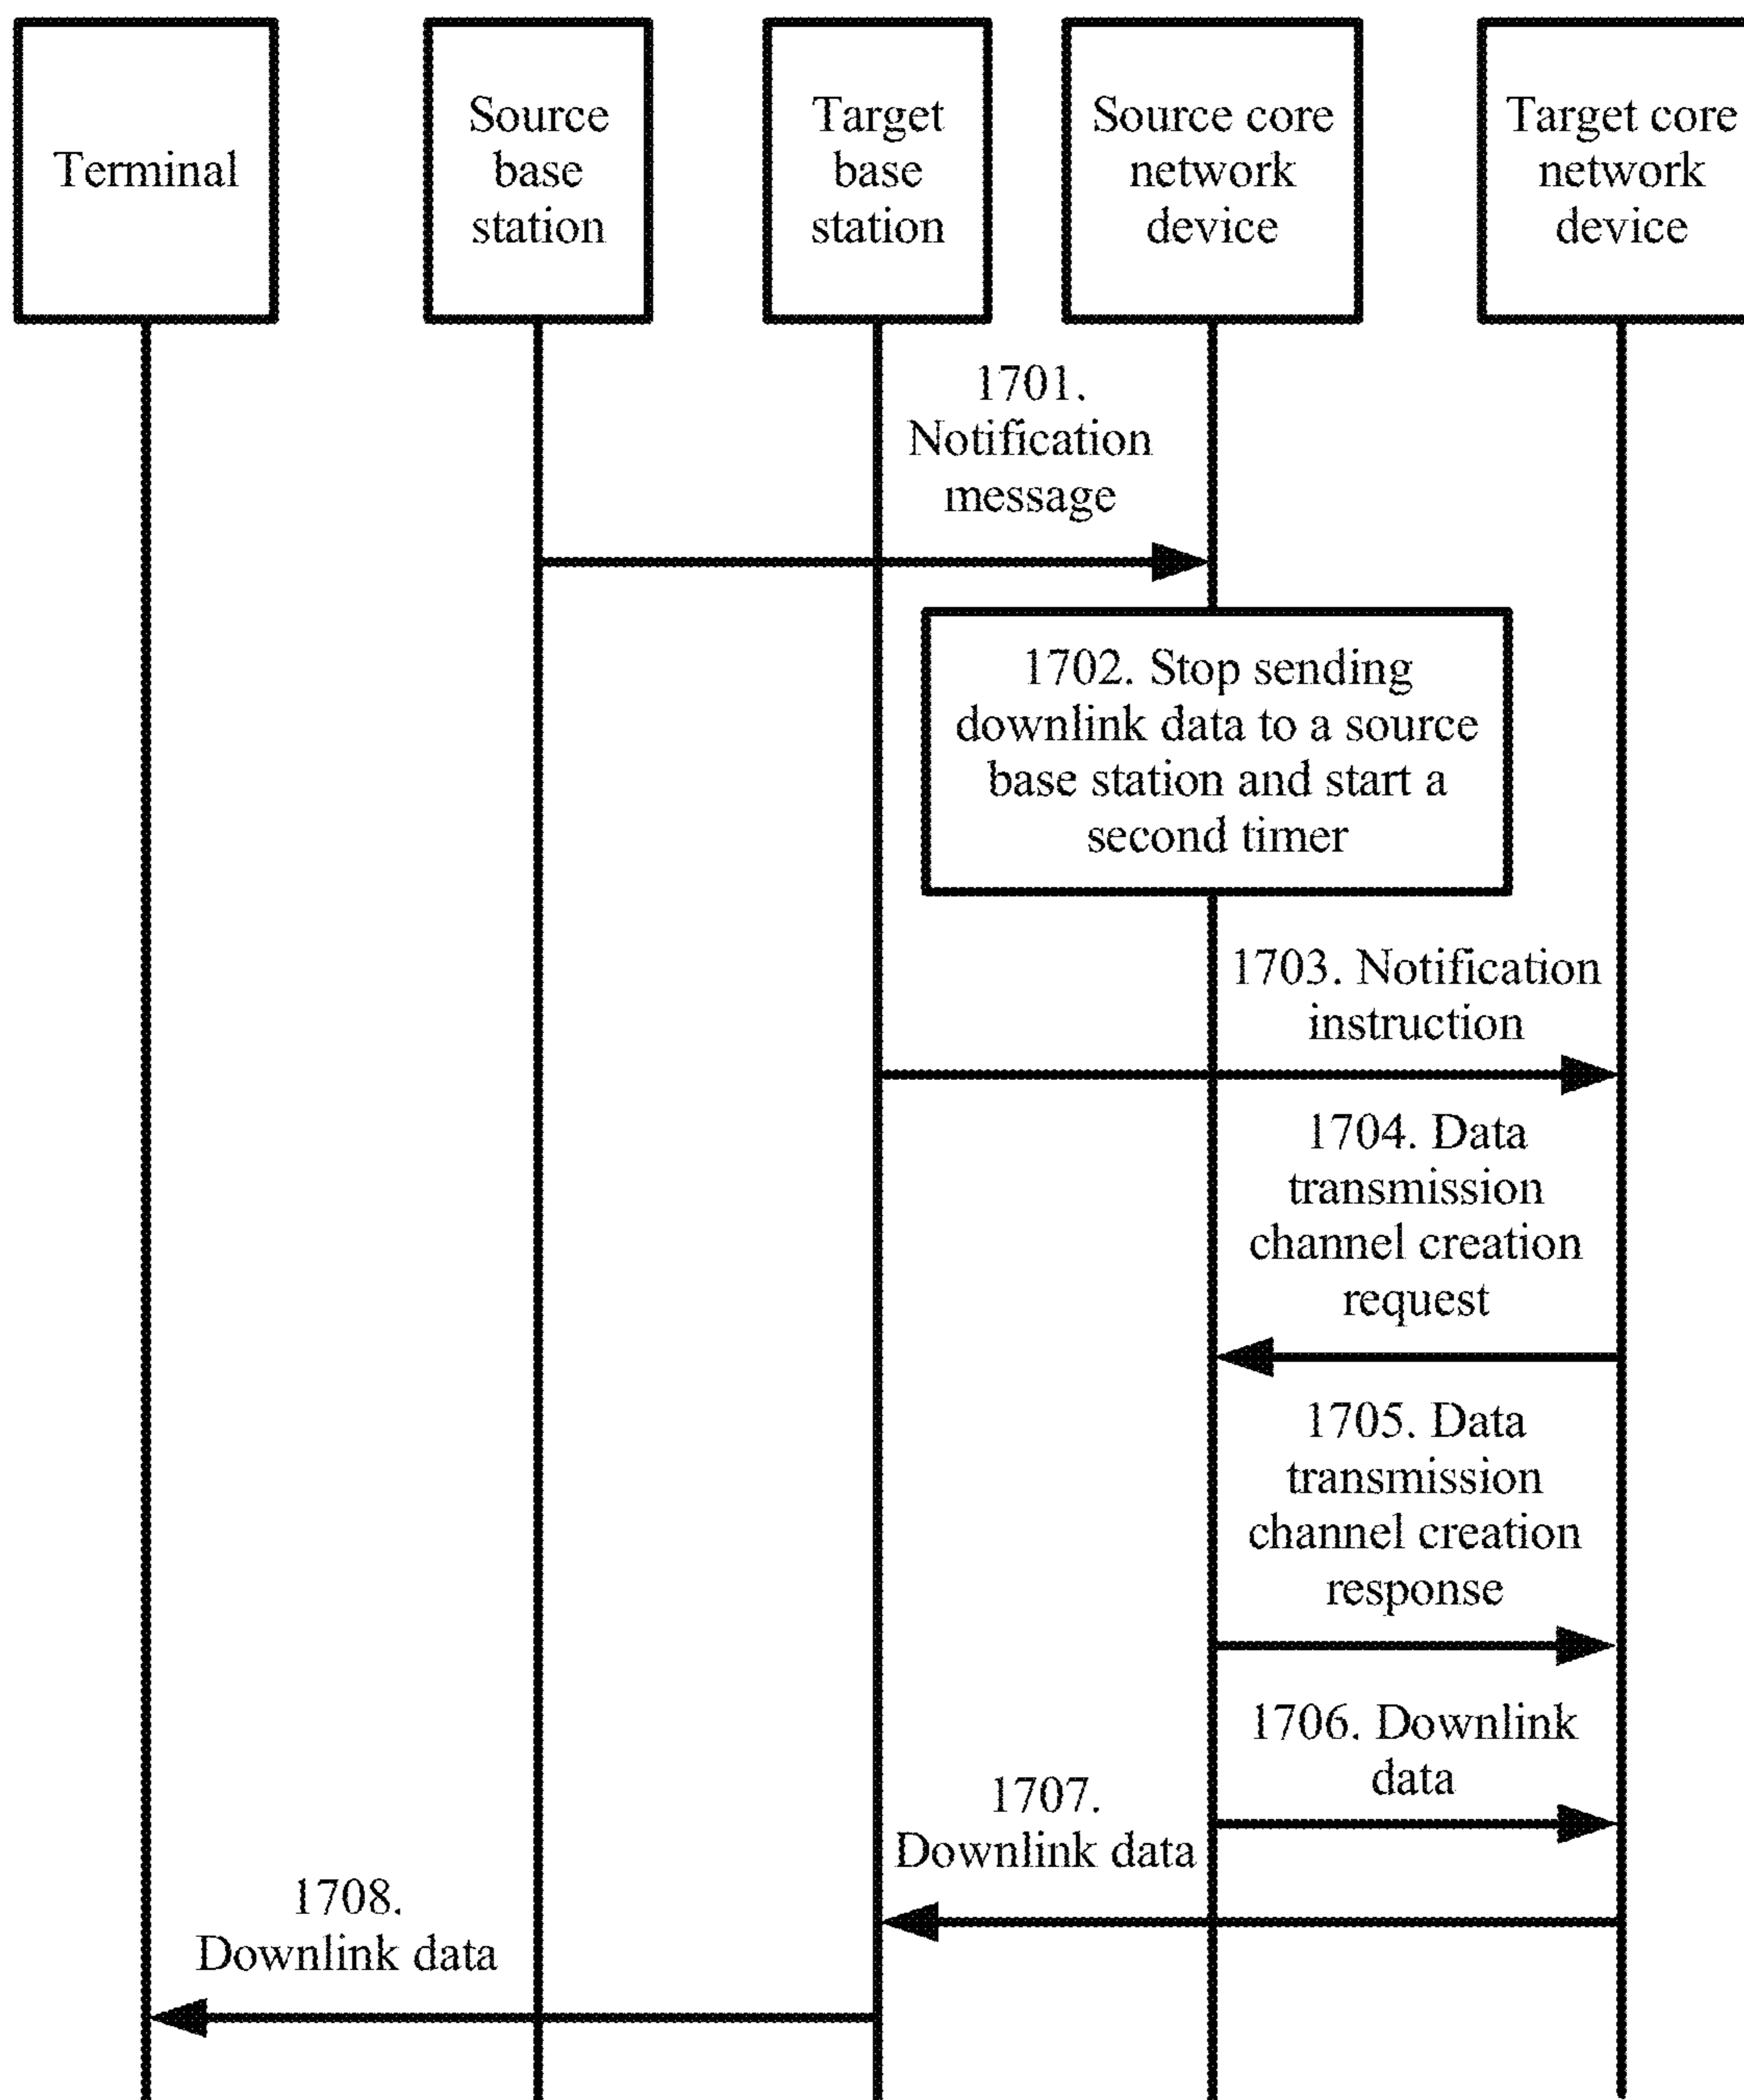 Terminal
Source
base
station
Target
base
station
Source core
network
device
Target core
network
device
1701.
Notification
message
1702. Stop sending
downlink data to a source
base station and start a
second timer
1703. Notification
instruction
1704. Data
transmission
channel creation
request
1705. Data
transmission
channel creation
response
1706. Downlink
data
1707.
Downlink data
1708.
Downlink data